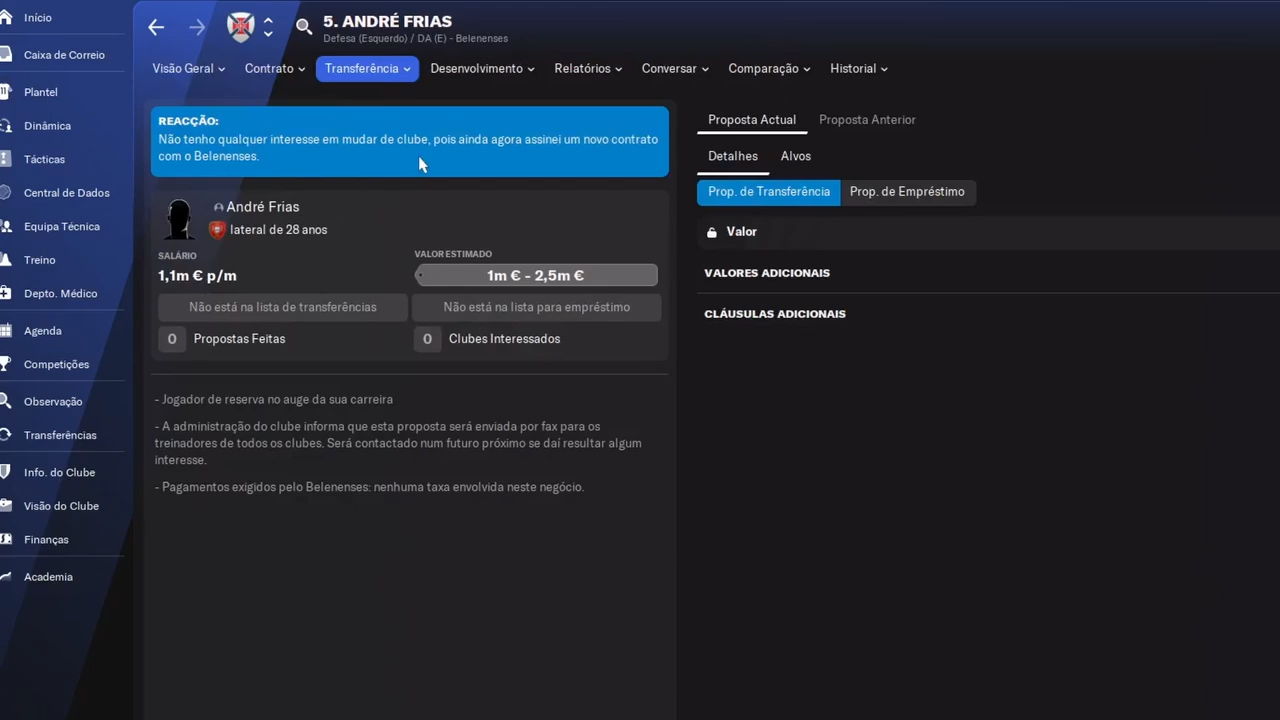 Início
Caixa de Correio
Plantel
Dinâmica
Tácticas
Central de Dados
Equipa Técnica
Treino
Depto. Médico
Agenda
Competições
Observação
Transferências
Info. do Clube
Visão do Clube
Finanças
Academia
5. ANDRÉ FRIAS
Defesa (Esquerdo) / DA (E) - Belenenses
Visão Geral
Contrato
Transferência
Desenvolvimento
Relatórios
Conversar
Comparação
Historial
REACÇÃO:
Não tenho qualquer interesse em mudar de clube, pois ainda agora assinei um novo contrato
com o Belenenses.
André Frias
lateral de 28 anos
SALÁRIO
1,1m € p/m
VALOR ESTIMADO
1m € - 2,5m €
Não está na lista de transferências
Não está na lista para empréstimo
0 Propostas Feitas
0 Clubes Interessados
- Jogador de reserva no auge da sua carreira
- A administração do clube informa que esta proposta será enviada por fax para os
treinadores de todos os clubes. Será contactado num futuro próximo se daí resultar algum
interesse.
- Pagamentos exigidos pelo Belenenses: nenhuma taxa envolvida neste negócio.
Proposta Actual
Proposta Anterior
Detalhes
Alvos
Prop. de Transferência
Prop. de Empréstimo
Valor
VALORES ADICIONAIS
CLÁUSULAS ADICIONAIS